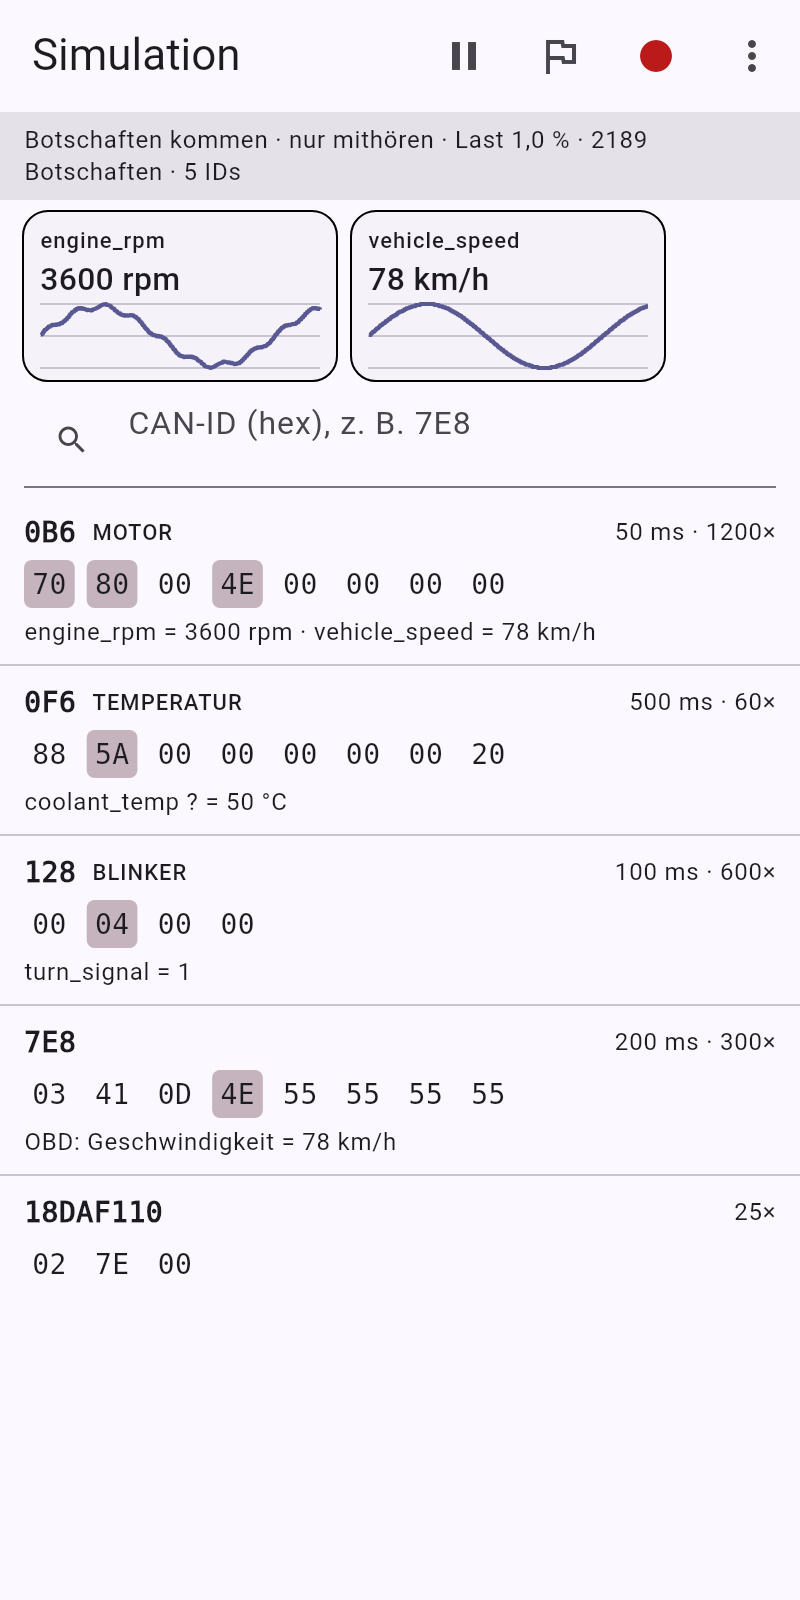 Simulation
Botschaften kommen · nur mithören · Last 1,0 % · 2189
Botschaften · 5 IDs
engine_rpm
3600 rpm
vehicle_speed
78 km/h
CAN-ID (hex), z. B. 7E8
0B6 MOTOR 50 ms · 1200×
70 80 00 4E 00 00 00 00
engine_rpm = 3600 rpm · vehicle_speed = 78 km/h
0F6 TEMPERATUR 500 ms · 60×
88 5A 00 00 00 00 00 20
coolant_temp ? = 50 °C
128 BLINKER 100 ms · 600×
00 04 00 00
turn_signal = 1
7E8 200 ms · 300×
03 41 0D 4E 55 55 55 55
OBD: Geschwindigkeit = 78 km/h
18DAF110 25×
02 7E 00